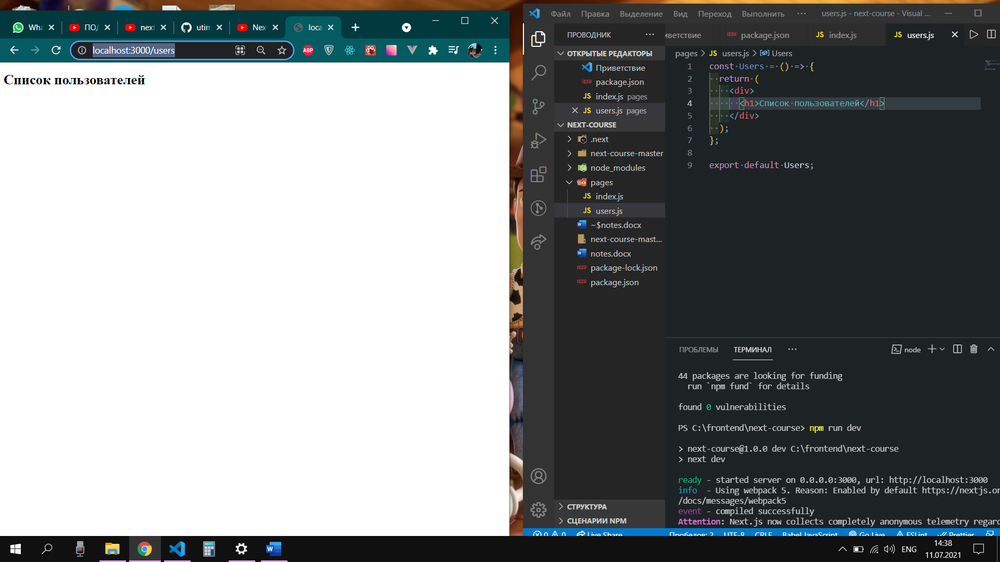 Wha
ПОД
next
utim
Nex
loca
localhost:3000/users
ABP
Список пользователей
Файл Правка Выделение Вид Переход Выполнить ··· users.js - next-course - Visual ...
ПРОВОДНИК
ОТКРЫТЫЕ РЕДАКТОРЫ
Приветствие
package.json
index.js pages
users.js pages
NEXT-COURSE
.next
next-course-master
node_modules
pages
index.js
users.js
~$notes.docx
next-course-mast...
notes.docx
package-lock.json
package.json
СТРУКТУРА
СЦЕНАРИИ NPM
иветствие package.json JS index.js JS users.js
pages > JS users.js > Users
1 const Users = () => {
2 return (
3 <div>
4 <h1>Список пользователей</h1>
5 </div>
6 );
7 };
8
9 export default Users;
ПРОБЛЕМЫ ТЕРМИНАЛ ··· node
44 packages are looking for funding
run `npm fund` for details
found 0 vulnerabilities
PS C:\frontend\next-course> npm run dev
> next-course@1.0.0 dev C:\frontend\next-course
> next dev
ready - started server on 0.0.0.0:3000, url: http://localhost:3000
info - Using webpack 5. Reason: Enabled by default https://nextjs.or
/docs/messages/webpack5
event - compiled successfully
Attention: Next.js now collects completely anonymous telemetry regard
0 0 Live Share Пробелов: 2 UTF-8 CRLF Babel JavaScript Go Live ESLint Prettier
ENG
14:38
11.07.2021